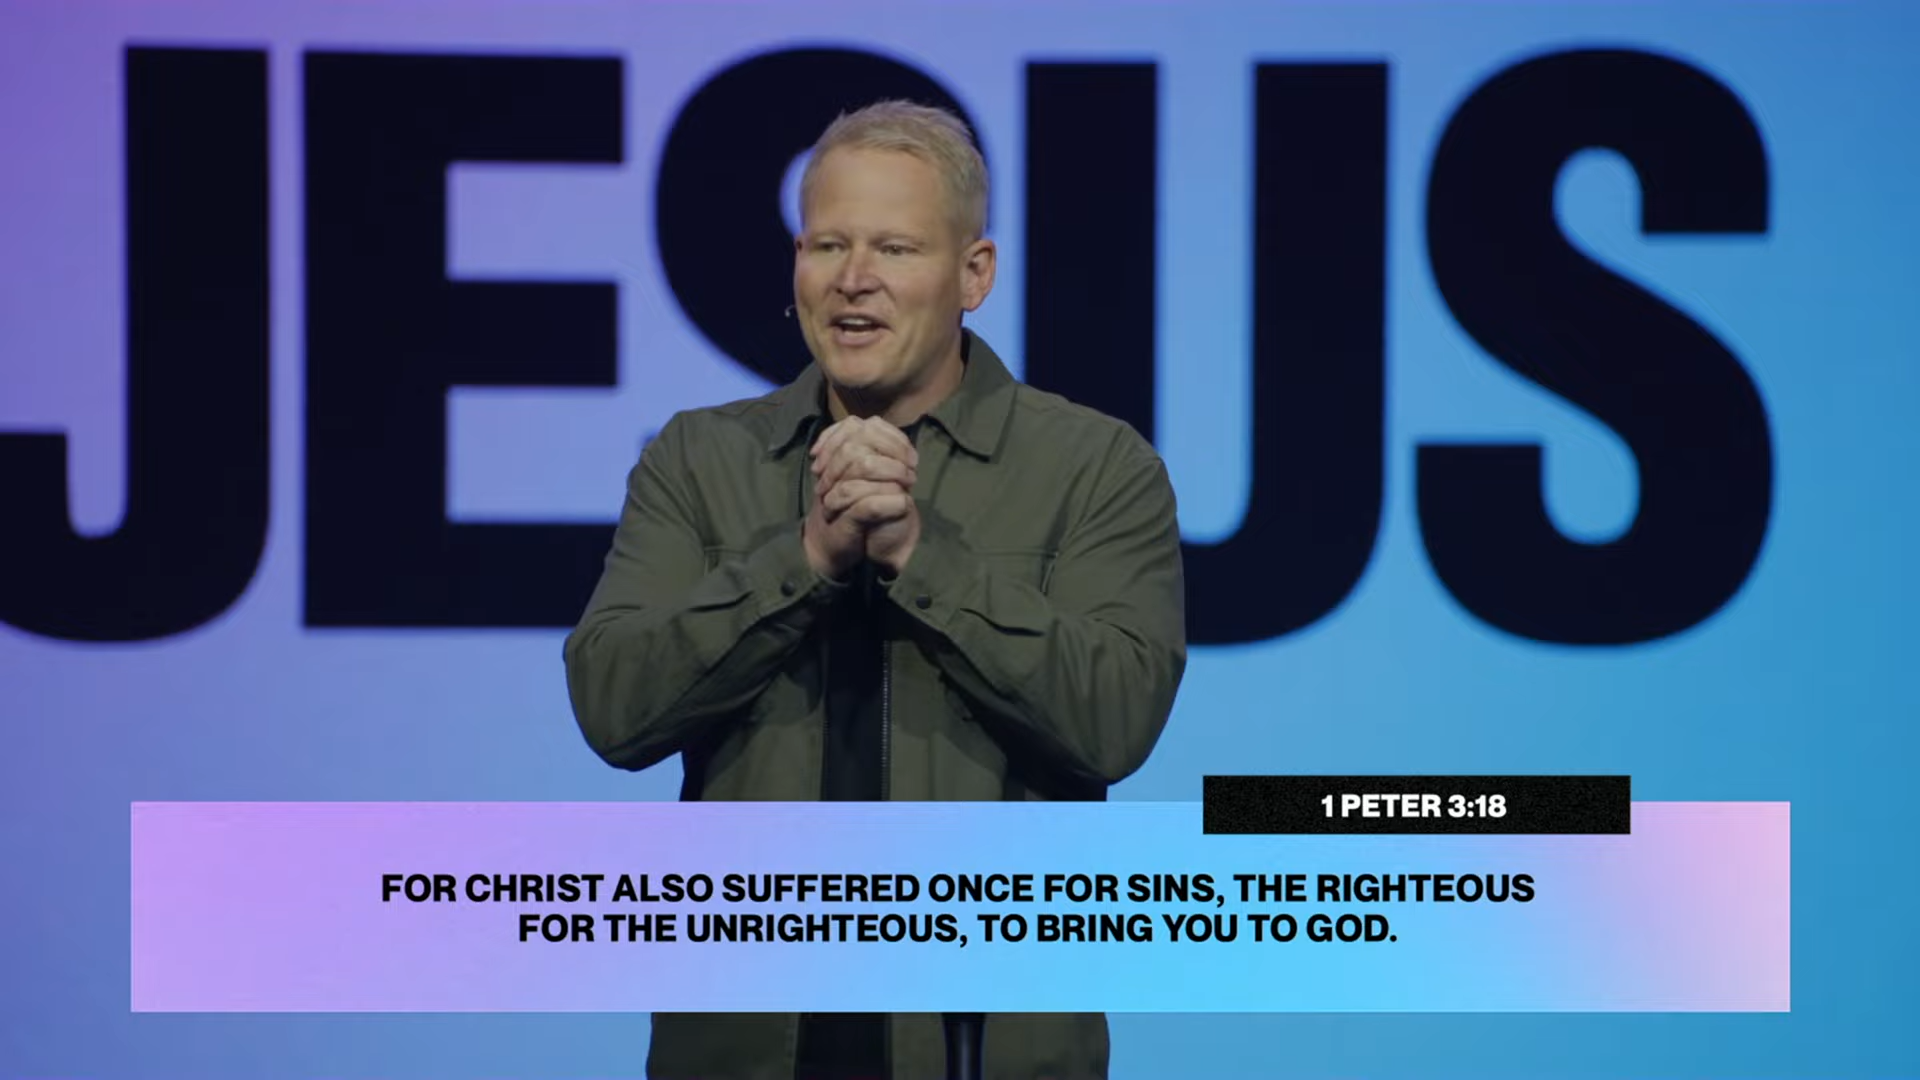 JESUS
1 PETER 3:18
FOR CHRIST ALSO SUFFERED ONCE FOR SINS, THE RIGHTEOUS
FOR THE UNRIGHTEOUS, TO BRING YOU TO GOD.